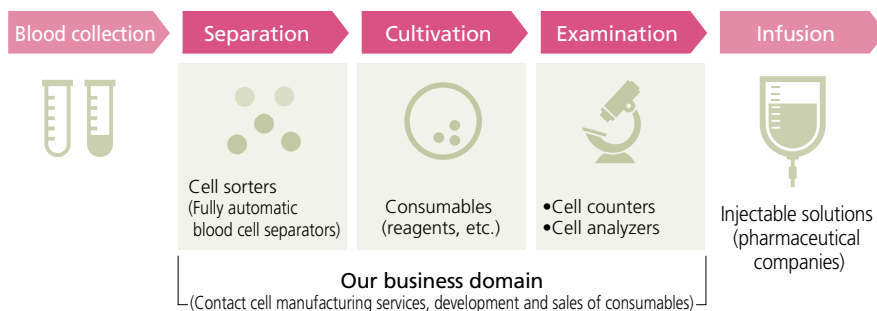 Blood collection
Separation
Cultivation
Examination
Infusion
Cell sorters
(Fully automatic
blood cell separators)
Consumables
(reagents, etc.)
•Cell counters
•Cell analyzers
Injectable solutions
(pharmaceutical
companies)
Our business domain
(Contact cell manufacturing services, development and sales of consumables)